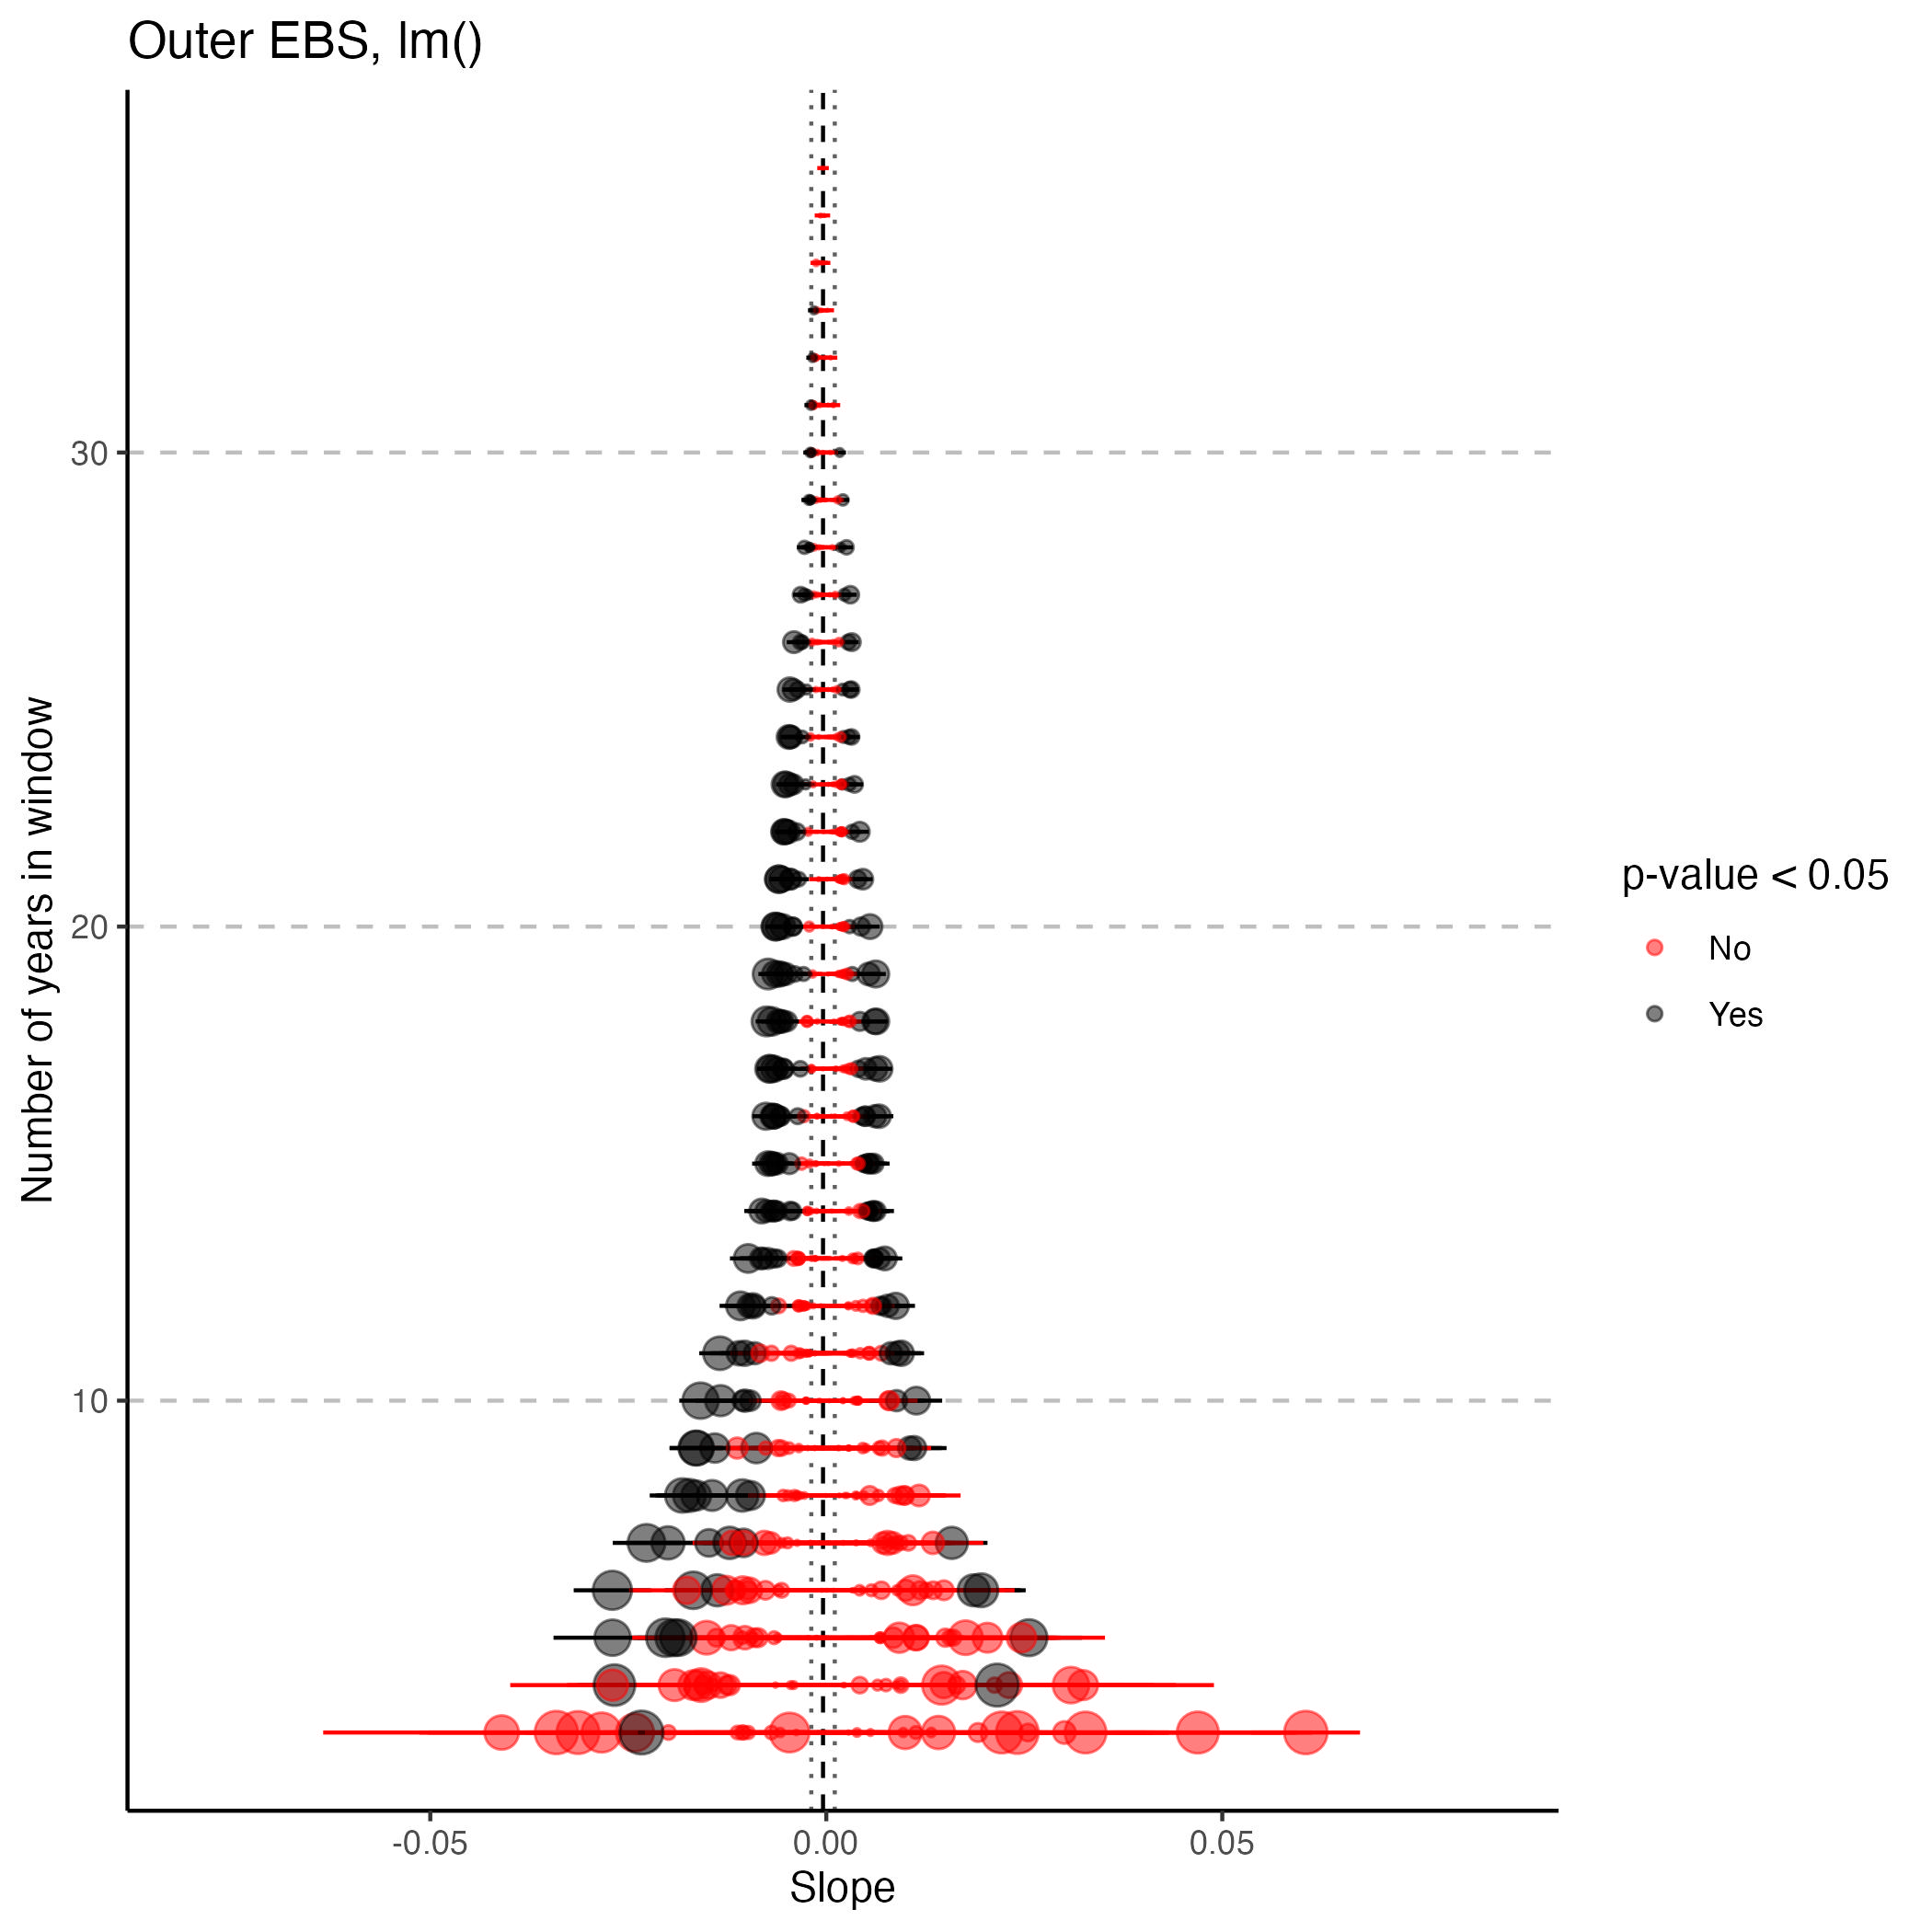 Outer EBS, lm()
30
20
10
Number of years in window
-0.05
0.00
0.05
Slope
p-value < 0.05
No
Yes